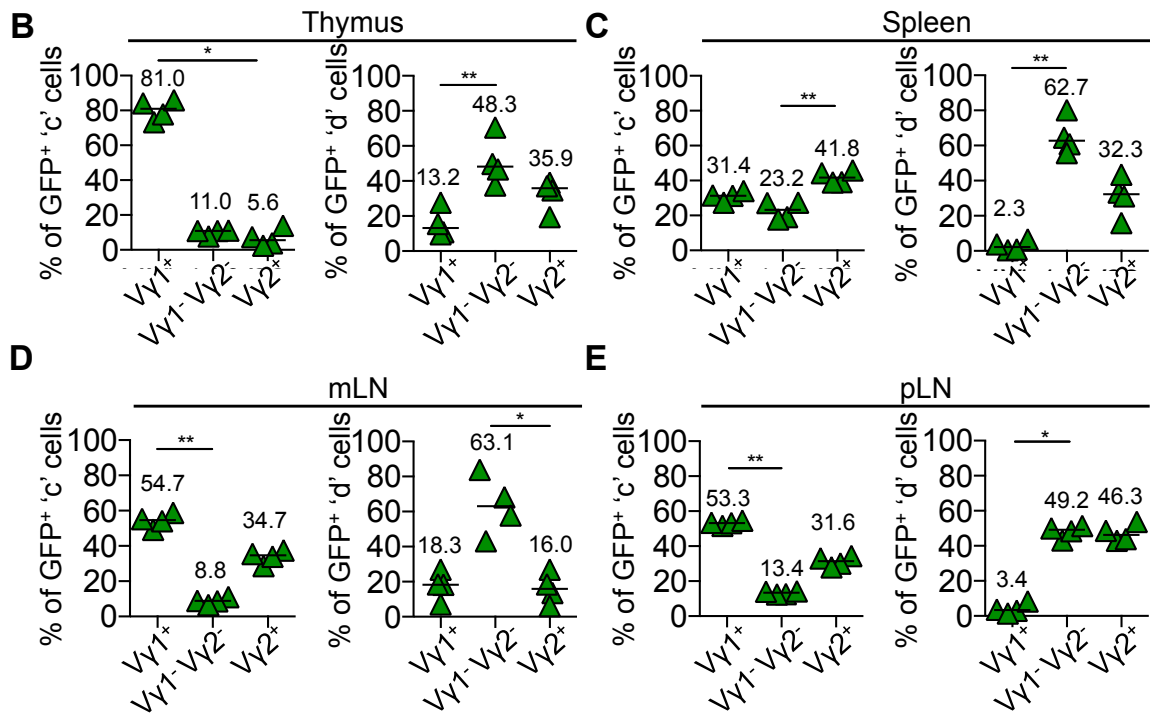 B
Thymus
% of GFP⁺ ‘c’ cells
100
80
60
40
20
0
*
81.0
11.0
5.6
Vγ1⁺
Vγ1⁻ Vγ2⁻
Vγ2⁺
% of GFP⁺ ‘d’ cells
100
80
60
40
20
0
**
13.2
48.3
35.9
Vγ1⁺
Vγ1⁻ Vγ2⁻
Vγ2⁺
C
Spleen
% of GFP⁺ ‘c’ cells
100
80
60
40
20
0
**
31.4
23.2
41.8
Vγ1⁺
Vγ1⁻ Vγ2⁻
Vγ2⁺
% of GFP⁺ ‘d’ cells
100
80
60
40
20
0
**
2.3
62.7
32.3
Vγ1⁺
Vγ1⁻ Vγ2⁻
Vγ2⁺
D
mLN
% of GFP⁺ ‘c’ cells
100
80
60
40
20
0
**
54.7
8.8
34.7
Vγ1⁺
Vγ1⁻ Vγ2⁻
Vγ2⁺
% of GFP⁺ ‘d’ cells
100
80
60
40
20
0
*
18.3
63.1
16.0
Vγ1⁺
Vγ1⁻ Vγ2⁻
Vγ2⁺
E
pLN
% of GFP⁺ ‘c’ cells
100
80
60
40
20
0
**
53.3
13.4
31.6
Vγ1⁺
Vγ1⁻ Vγ2⁻
Vγ2⁺
% of GFP⁺ ‘d’ cells
100
80
60
40
20
0
*
3.4
49.2
46.3
Vγ1⁺
Vγ1⁻ Vγ2⁻
Vγ2⁺